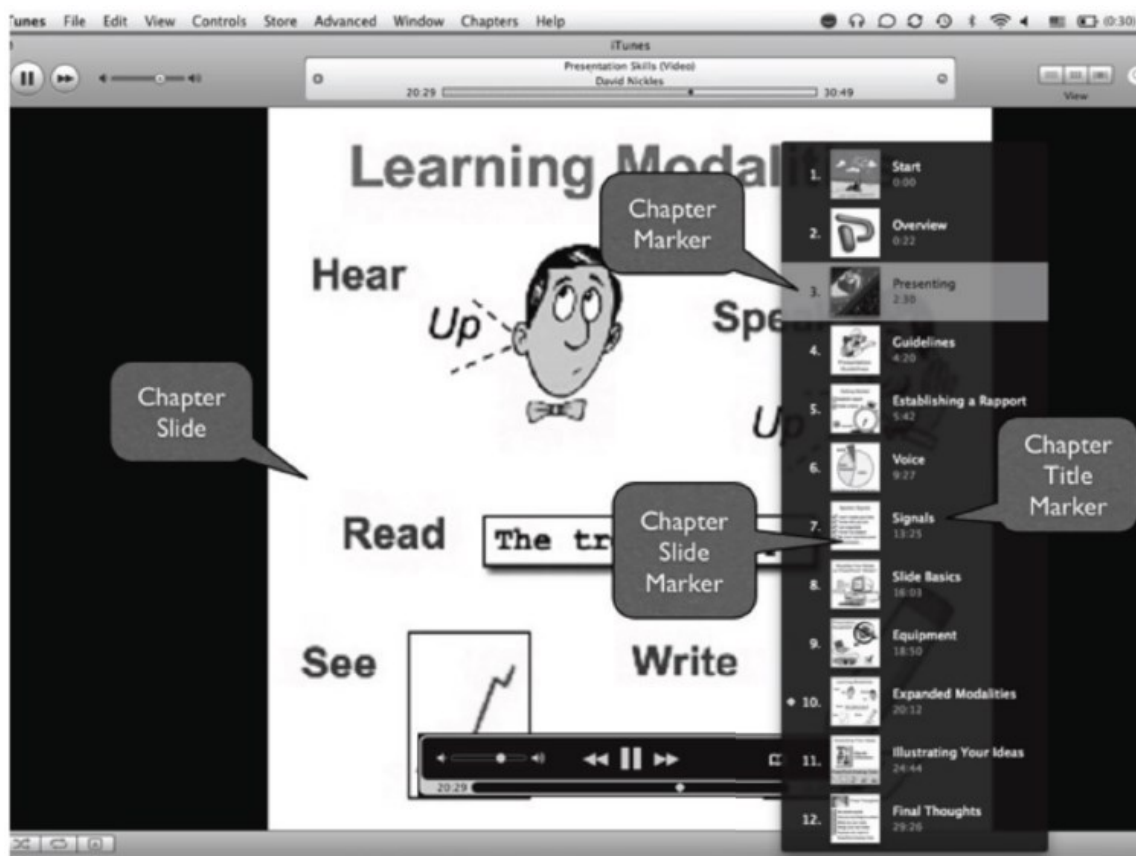 Tunes File Edit View Controls Store Advanced Window Chapters Help (0:30)
iTunes
Presentation Skills (Video)
David Nickles
20:29 30:49
View
Learning Modali
Hear
Up
Spea
Up
Read
The tr
See
Write
20:29
Chapter
Marker
Chapter
Slide
Chapter
Slide
Marker
Chapter
Title
Marker
1. Start
0:00
2. Overview
0:22
3. Presenting
2:30
4. Guidelines
4:20
5. Establishing a Rapport
5:42
6. Voice
9:27
7. Signals
13:25
8. Slide Basics
16:03
9. Equipment
18:50
10. Expanded Modalities
20:12
11. Illustrating Your Ideas
24:44
12. Final Thoughts
29:26